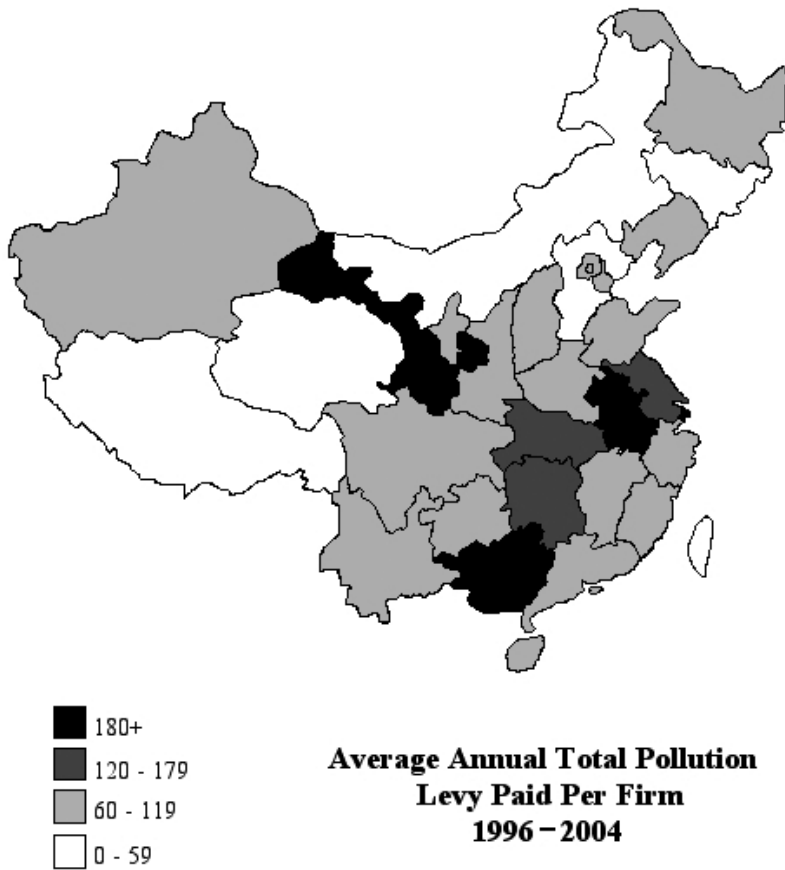 180+
120 - 179
60 - 119
0 - 59
Average Annual Total Pollution
Levy Paid Per Firm
1996-2004